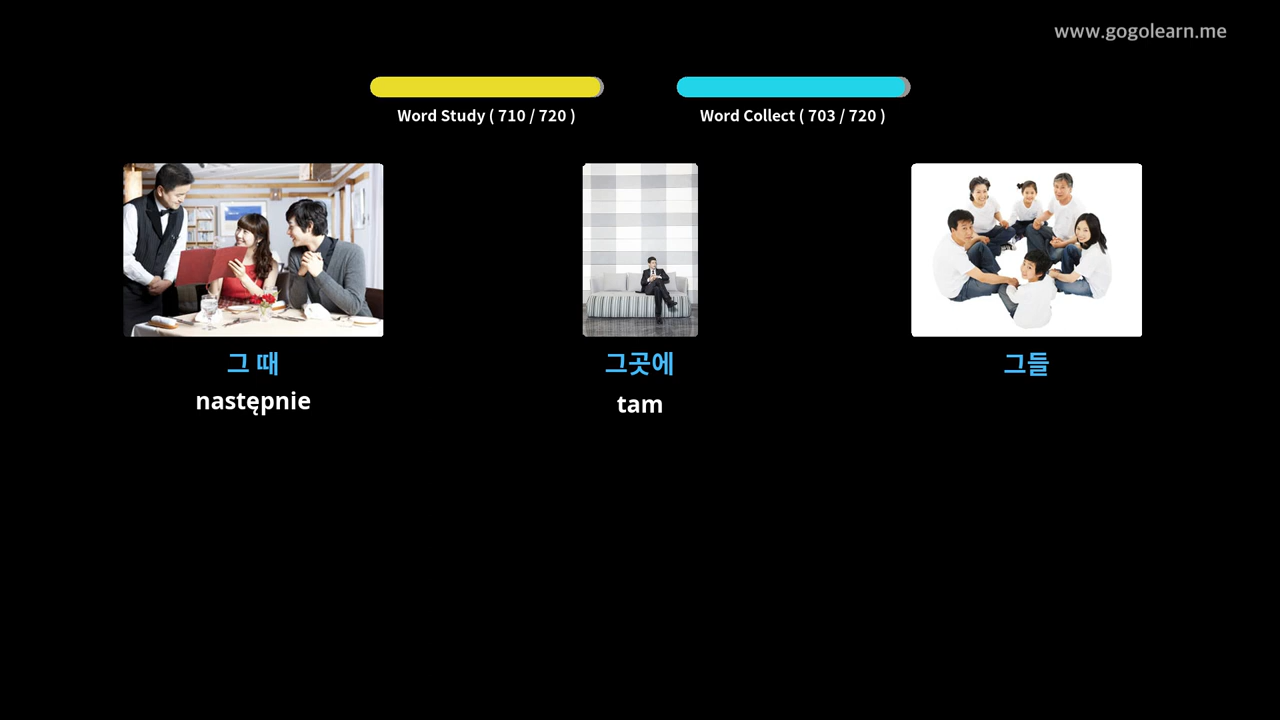 www.gogolearn.me
Word Study ( 710 / 720 )
Word Collect ( 703 / 720 )
그 때
następnie
그곳에
tam
그들